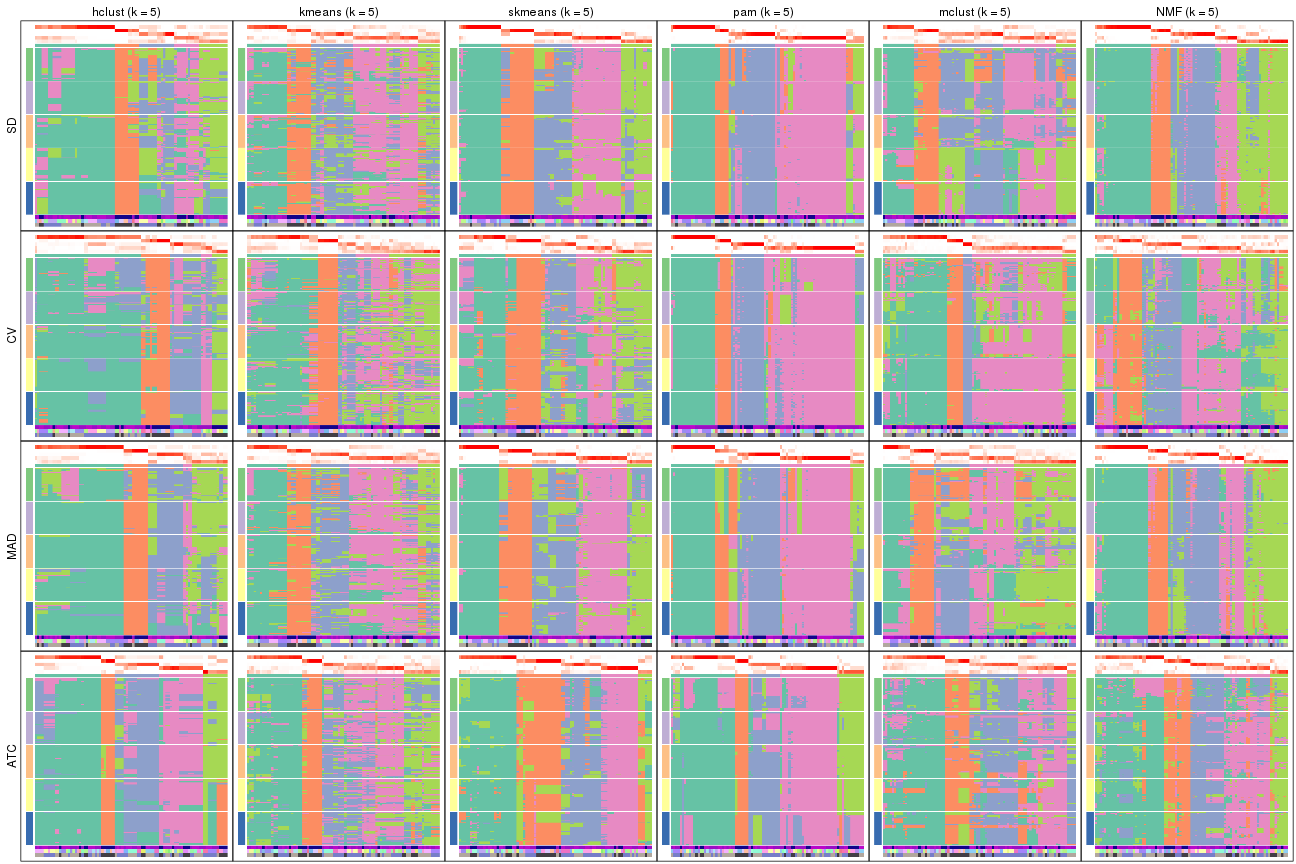 hclust (k = 5) kmeans (k = 5) skmeans (k = 5) pam (k = 5) mclust (k = 5) NMF (k = 5)
SD
CV
MAD
ATC